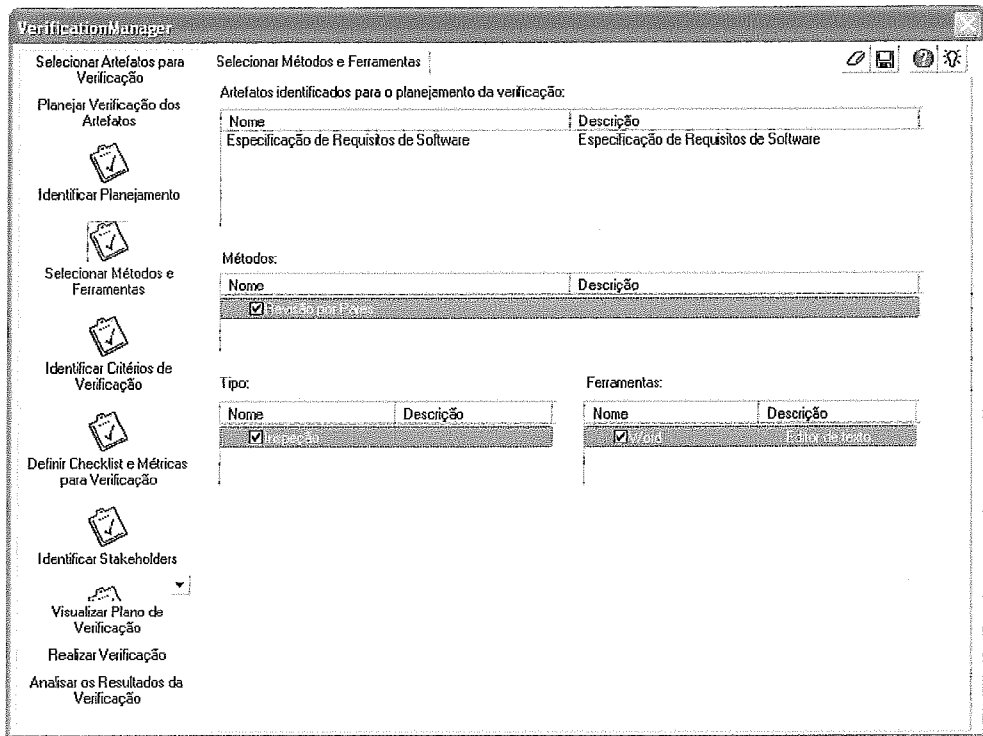 VerificationManager
Selecionar Artefatos para
Verificação
Planejar Verificação dos
Artefatos
Identificar Planejamento
Selecionar Métodos e
Ferramentas
Identificar Critérios de
Verificação
Definir Checklist e Métricas
para Verificação
Identificar Stakeholders
Visualizar Plano de
Verificação
Realizar Verificação
Analisar os Resultados da
Verificação
Selecionar Métodos e Ferramentas
Artefatos identificados para o planejamento da verificação:
Nome Descrição
Especificação de Requisitos de Software Especificação de Requisitos de Software
Métodos:
Nome Descrição
Revisão por Pares
Tipo:
Nome Descrição
Inspeção
Ferramentas:
Nome Descrição
Word Editor de texto